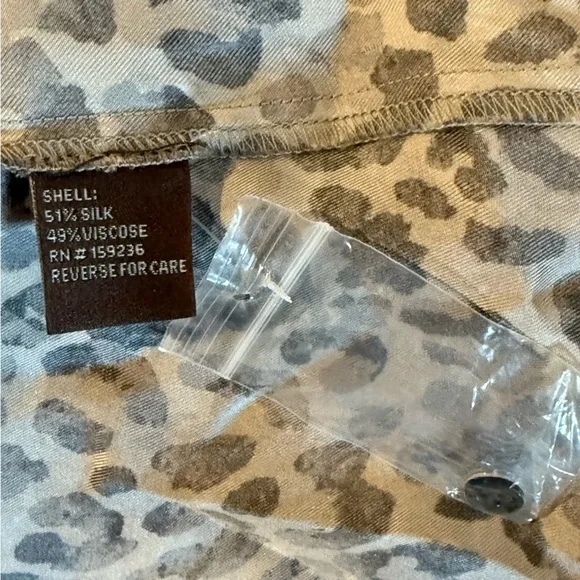 SHELL:
51% SILK
49% VISCOSE
RN # 159236
REVERSE FOR CARE